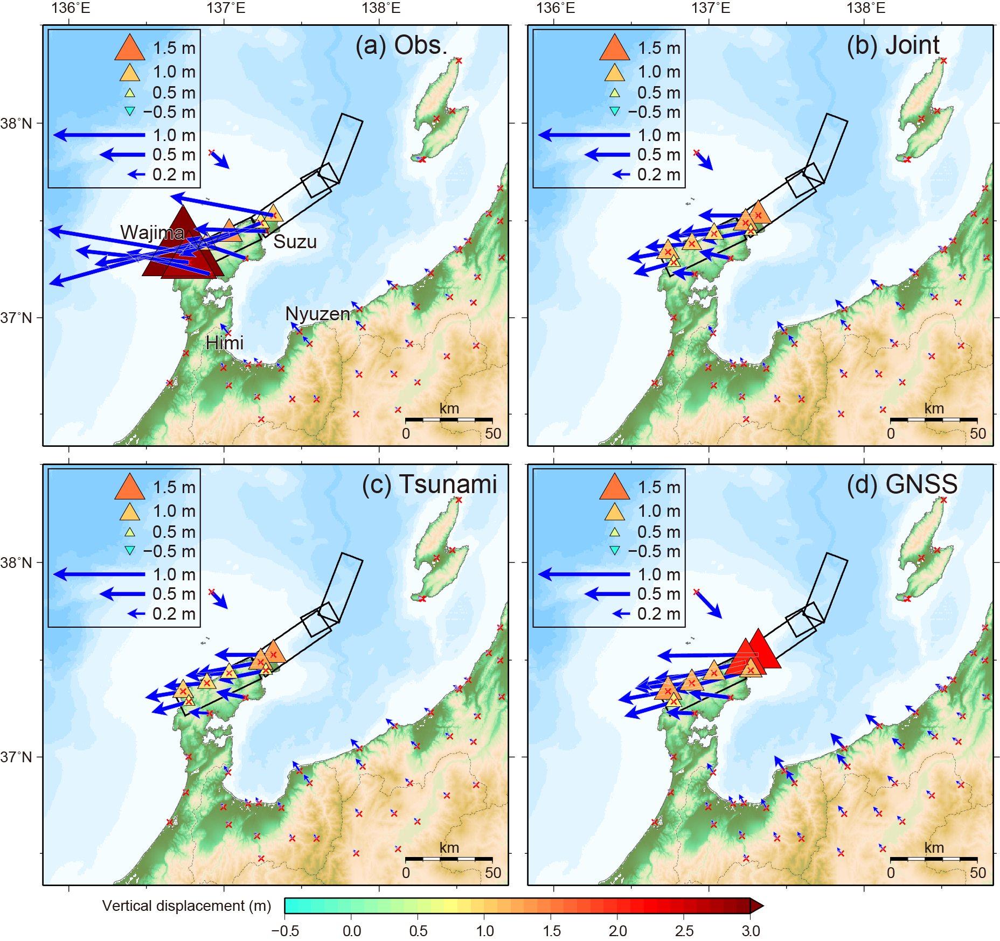 136˚E 137˚E 138˚E 136˚E 137˚E 138˚E
(a) Obs.
1.5 m
1.0 m
0.5 m
−0.5 m
1.0 m
0.5 m
0.2 m
38˚N
Wajima
Suzu
37˚N
Nyuzen
Himi
km
0 50
(b) Joint
1.5 m
1.0 m
0.5 m
−0.5 m
1.0 m
0.5 m
0.2 m
km
0 50
(c) Tsunami
1.5 m
1.0 m
0.5 m
−0.5 m
1.0 m
0.5 m
0.2 m
38˚N
37˚N
km
0 50
(d) GNSS
1.5 m
1.0 m
0.5 m
−0.5 m
1.0 m
0.5 m
0.2 m
km
0 50
Vertical displacement (m)
−0.5 0.0 0.5 1.0 1.5 2.0 2.5 3.0